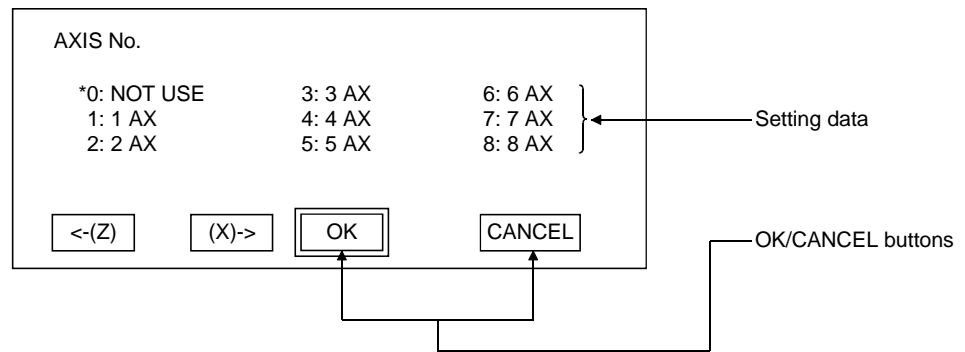 AXIS No.
*0: NOT USE 3: 3 AX 6: 6 AX
1: 1 AX 4: 4 AX 7: 7 AX
2: 2 AX 5: 5 AX 8: 8 AX
Setting data
<-(Z) (X)-> OK CANCEL
OK/CANCEL buttons